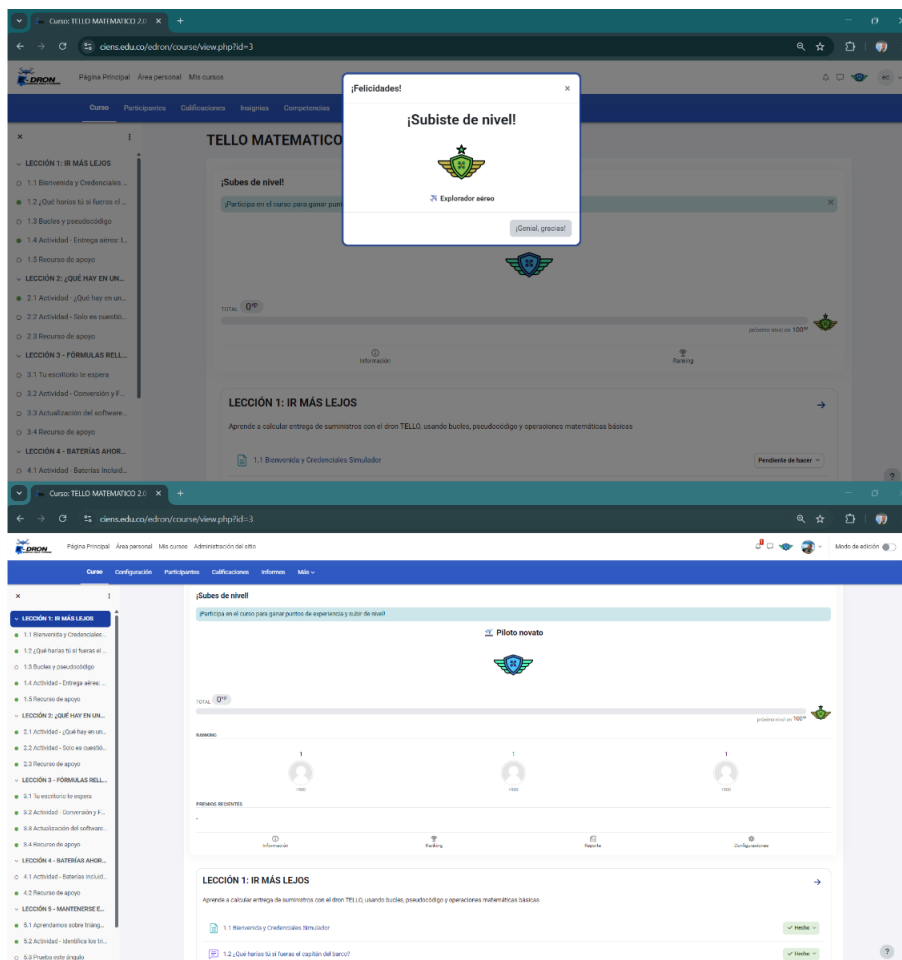 Curso: TELLO MATEMATICO 2.0
ciens.edu.co/edron/course/view.php?id=3
DRON
Página Principal Área personal Mis cursos
EC
Curso Participantes Calificaciones Insignias Competencias
¡Felicidades!
¡Subiste de nivel!
Explorador aéreo
¡Genial, gracias!
LECCIÓN 1: IR MÁS LEJOS
1.1 Bienvenida y Credenciales ...
1.2 ¿Qué harías tú si fueras el ...
1.3 Bucles y pseudocódigo
1.4 Actividad - Entrega aérea: l...
1.5 Recurso de apoyo
LECCIÓN 2: ¿QUÉ HAY EN UN...
2.1 Actividad - ¿Qué hay en un...
2.2 Actividad - Solo es cuestió...
2.3 Recurso de apoyo
LECCIÓN 3 - FÓRMULAS RELL...
3.1 Tu escritorio te espera
3.2 Actividad - Conversión y F...
3.3 Actualización del software...
3.4 Recurso de apoyo
LECCIÓN 4 - BATERÍAS AHOR...
4.1 Actividad - Baterías Incluid...
TELLO MATEMATICO
¡Subes de nivel!
¡Participa en el curso para ganar pun
TOTAL 0xp
próximo nivel en 100xp
Información Ranking
LECCIÓN 1: IR MÁS LEJOS
Aprende a calcular entrega de suministros con el dron TELLO, usando bucles, pseudocódigo y operaciones matemáticas básicas
1.1 Bienvenida y Credenciales Simulador
Pendiente de hacer
?
Curso: TELLO MATEMATICO 2.0
ciens.edu.co/edron/course/view.php?id=3
DRON
Página Principal Área personal Mis cursos Administración del sitio
Modo de edición
Curso Configuración Participantes Calificaciones Informes Más
LECCIÓN 1: IR MÁS LEJOS
1.1 Bienvenida y Credenciales...
1.2 ¿Qué harías tú si fueras el ...
1.3 Bucles y pseudocódigo
1.4 Actividad - Entrega aérea: ...
1.5 Recurso de apoyo
LECCIÓN 2: ¿QUÉ HAY EN UN...
2.1 Actividad - ¿Qué hay en un...
2.2 Actividad - Solo es cuestió...
2.3 Recurso de apoyo
LECCIÓN 3 - FÓRMULAS RELL...
3.1 Tu escritorio te espera
3.2 Actividad - Conversión y F...
3.3 Actualización del software...
3.4 Recurso de apoyo
LECCIÓN 4 - BATERÍAS AHOR...
4.1 Actividad - Baterías Incluid...
4.2 Recurso de apoyo
LECCIÓN 5 - MANTENERSE E...
5.1 Aprendamos sobre triáng...
5.2 Actividad - Identifica los tri...
5.3 Prueba este ángulo
¡Subes de nivel!
¡Participa en el curso para ganar puntos de experiencia y subir de nivel!
Piloto novato
TOTAL 0xp
próximo nivel en 100xp
RANKING
1 1 1
PREMIOS RECIENTES
-
Información Ranking Reporte Configuraciones
LECCIÓN 1: IR MÁS LEJOS
Aprende a calcular entrega de suministros con el dron TELLO, usando bucles, pseudocódigo y operaciones matemáticas básicas
1.1 Bienvenida y Credenciales Simulador
Hecho
1.2 ¿Qué harías tú si fueras el capitán del barco?
Hecho
?